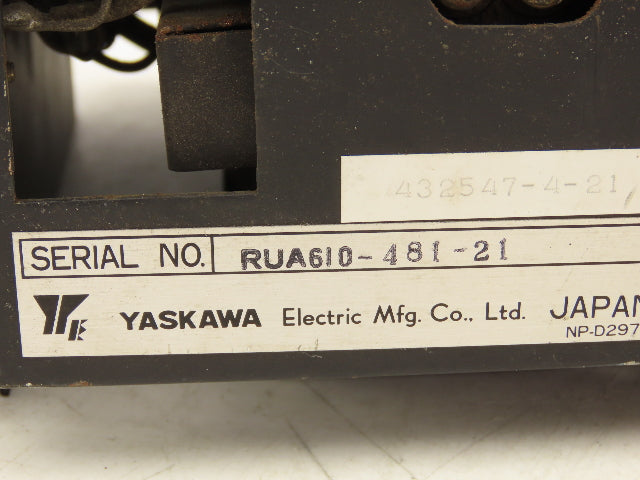 432547-4-21
SERIAL NO. RUA610-481-21
YASKAWA Electric Mfg. Co., Ltd. JAPAN
NP-D297